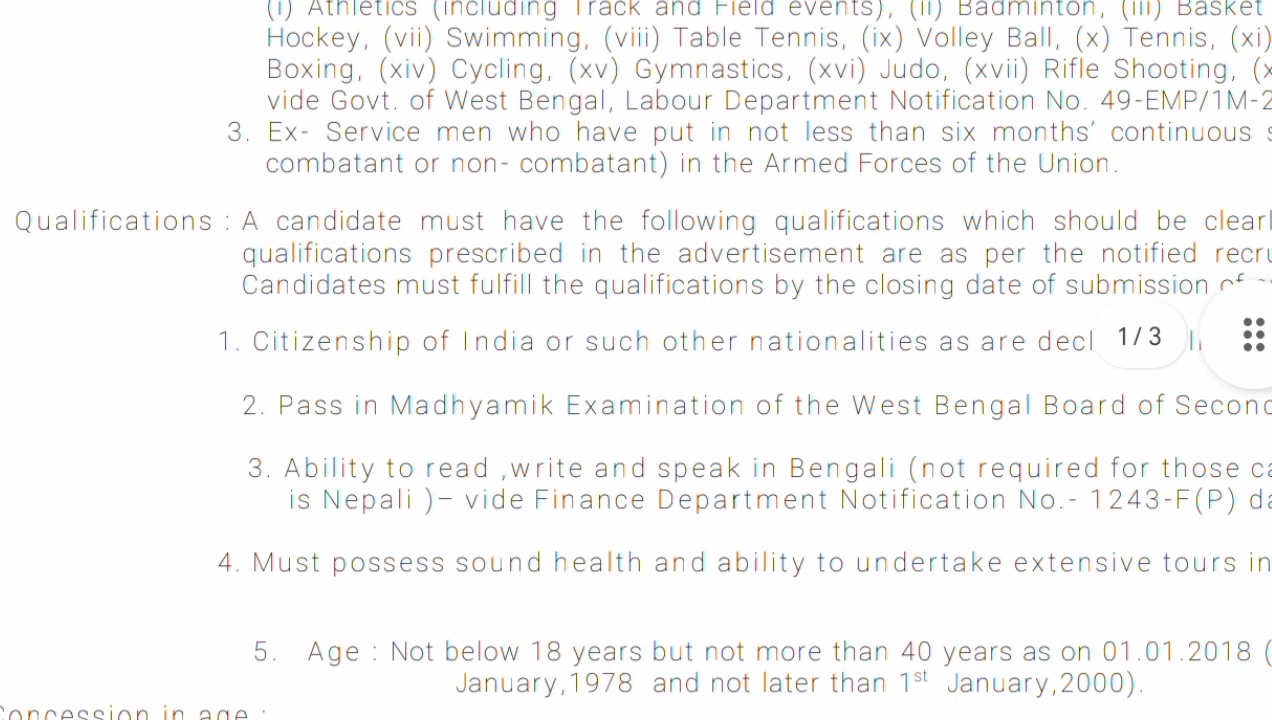 (i) Athletics (including Track and Field events), (ii) Badminton, (iii) Basket
Hockey, (vii) Swimming, (viii) Table Tennis, (ix) Volley Ball, (x) Tennis, (xi)
Boxing, (xiv) Cycling, (xv) Gymnastics, (xvi) Judo, (xvii) Rifle Shooting, (x
vide Govt. of West Bengal, Labour Department Notification No. 49-EMP/1M-2
3. Ex- Service men who have put in not less than six months' continuous s
combatant or non- combatant) in the Armed Forces of the Union.
Qualifications : A candidate must have the following qualifications which should be clearl
qualifications prescribed in the advertisement are as per the notified recru
Candidates must fulfill the qualifications by the closing date of submission of
1. Citizenship of India or such other nationalities as are decl
1/3
2. Pass in Madhyamik Examination of the West Bengal Board of Second
3. Ability to read ,write and speak in Bengali (not required for those ca
is Nepali )– vide Finance Department Notification No.- 1243-F(P) da
4. Must possess sound health and ability to undertake extensive tours in
5. Age : Not below 18 years but not more than 40 years as on 01.01.2018 (
January,1978 and not later than 1st January,2000).
Concession in age :